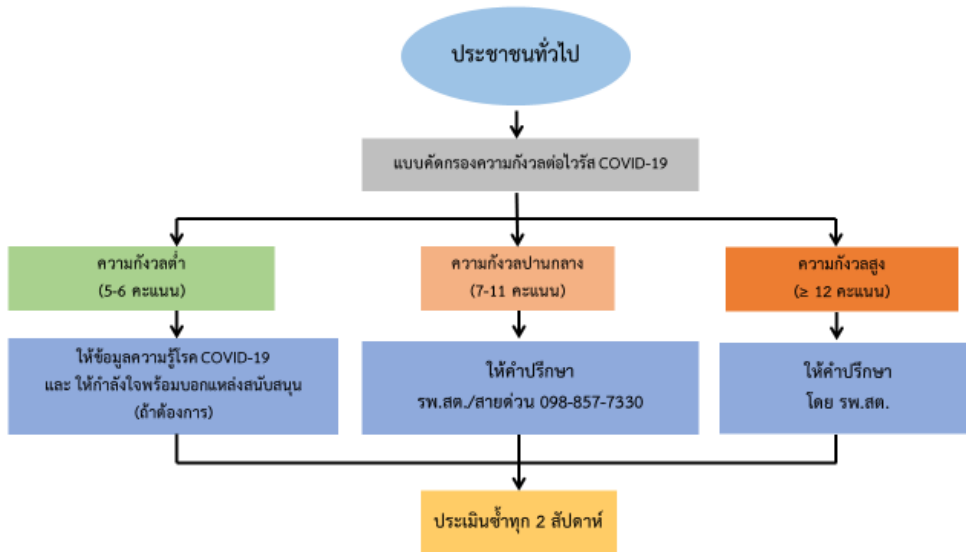 ประชาชนทั่วไป
แบบคัดกรองความกังวลต่อไวรัส COVID-19
ความกังวลต่ำ
(5-6 คะแนน)
ความกังวลปานกลาง
(7-11 คะแนน)
ความกังวลสูง
(≥ 12 คะแนน)
ให้ข้อมูลความรู้โรค COVID-19
และ ให้กำลังใจพร้อมบอกแหล่งสนับสนุน
(ถ้าต้องการ)
ให้คำปรึกษา
รพ.สต./สายด่วน 098-857-7330
ให้คำปรึกษา
โดย รพ.สต.
ประเมินซ้ำทุก 2 สัปดาห์